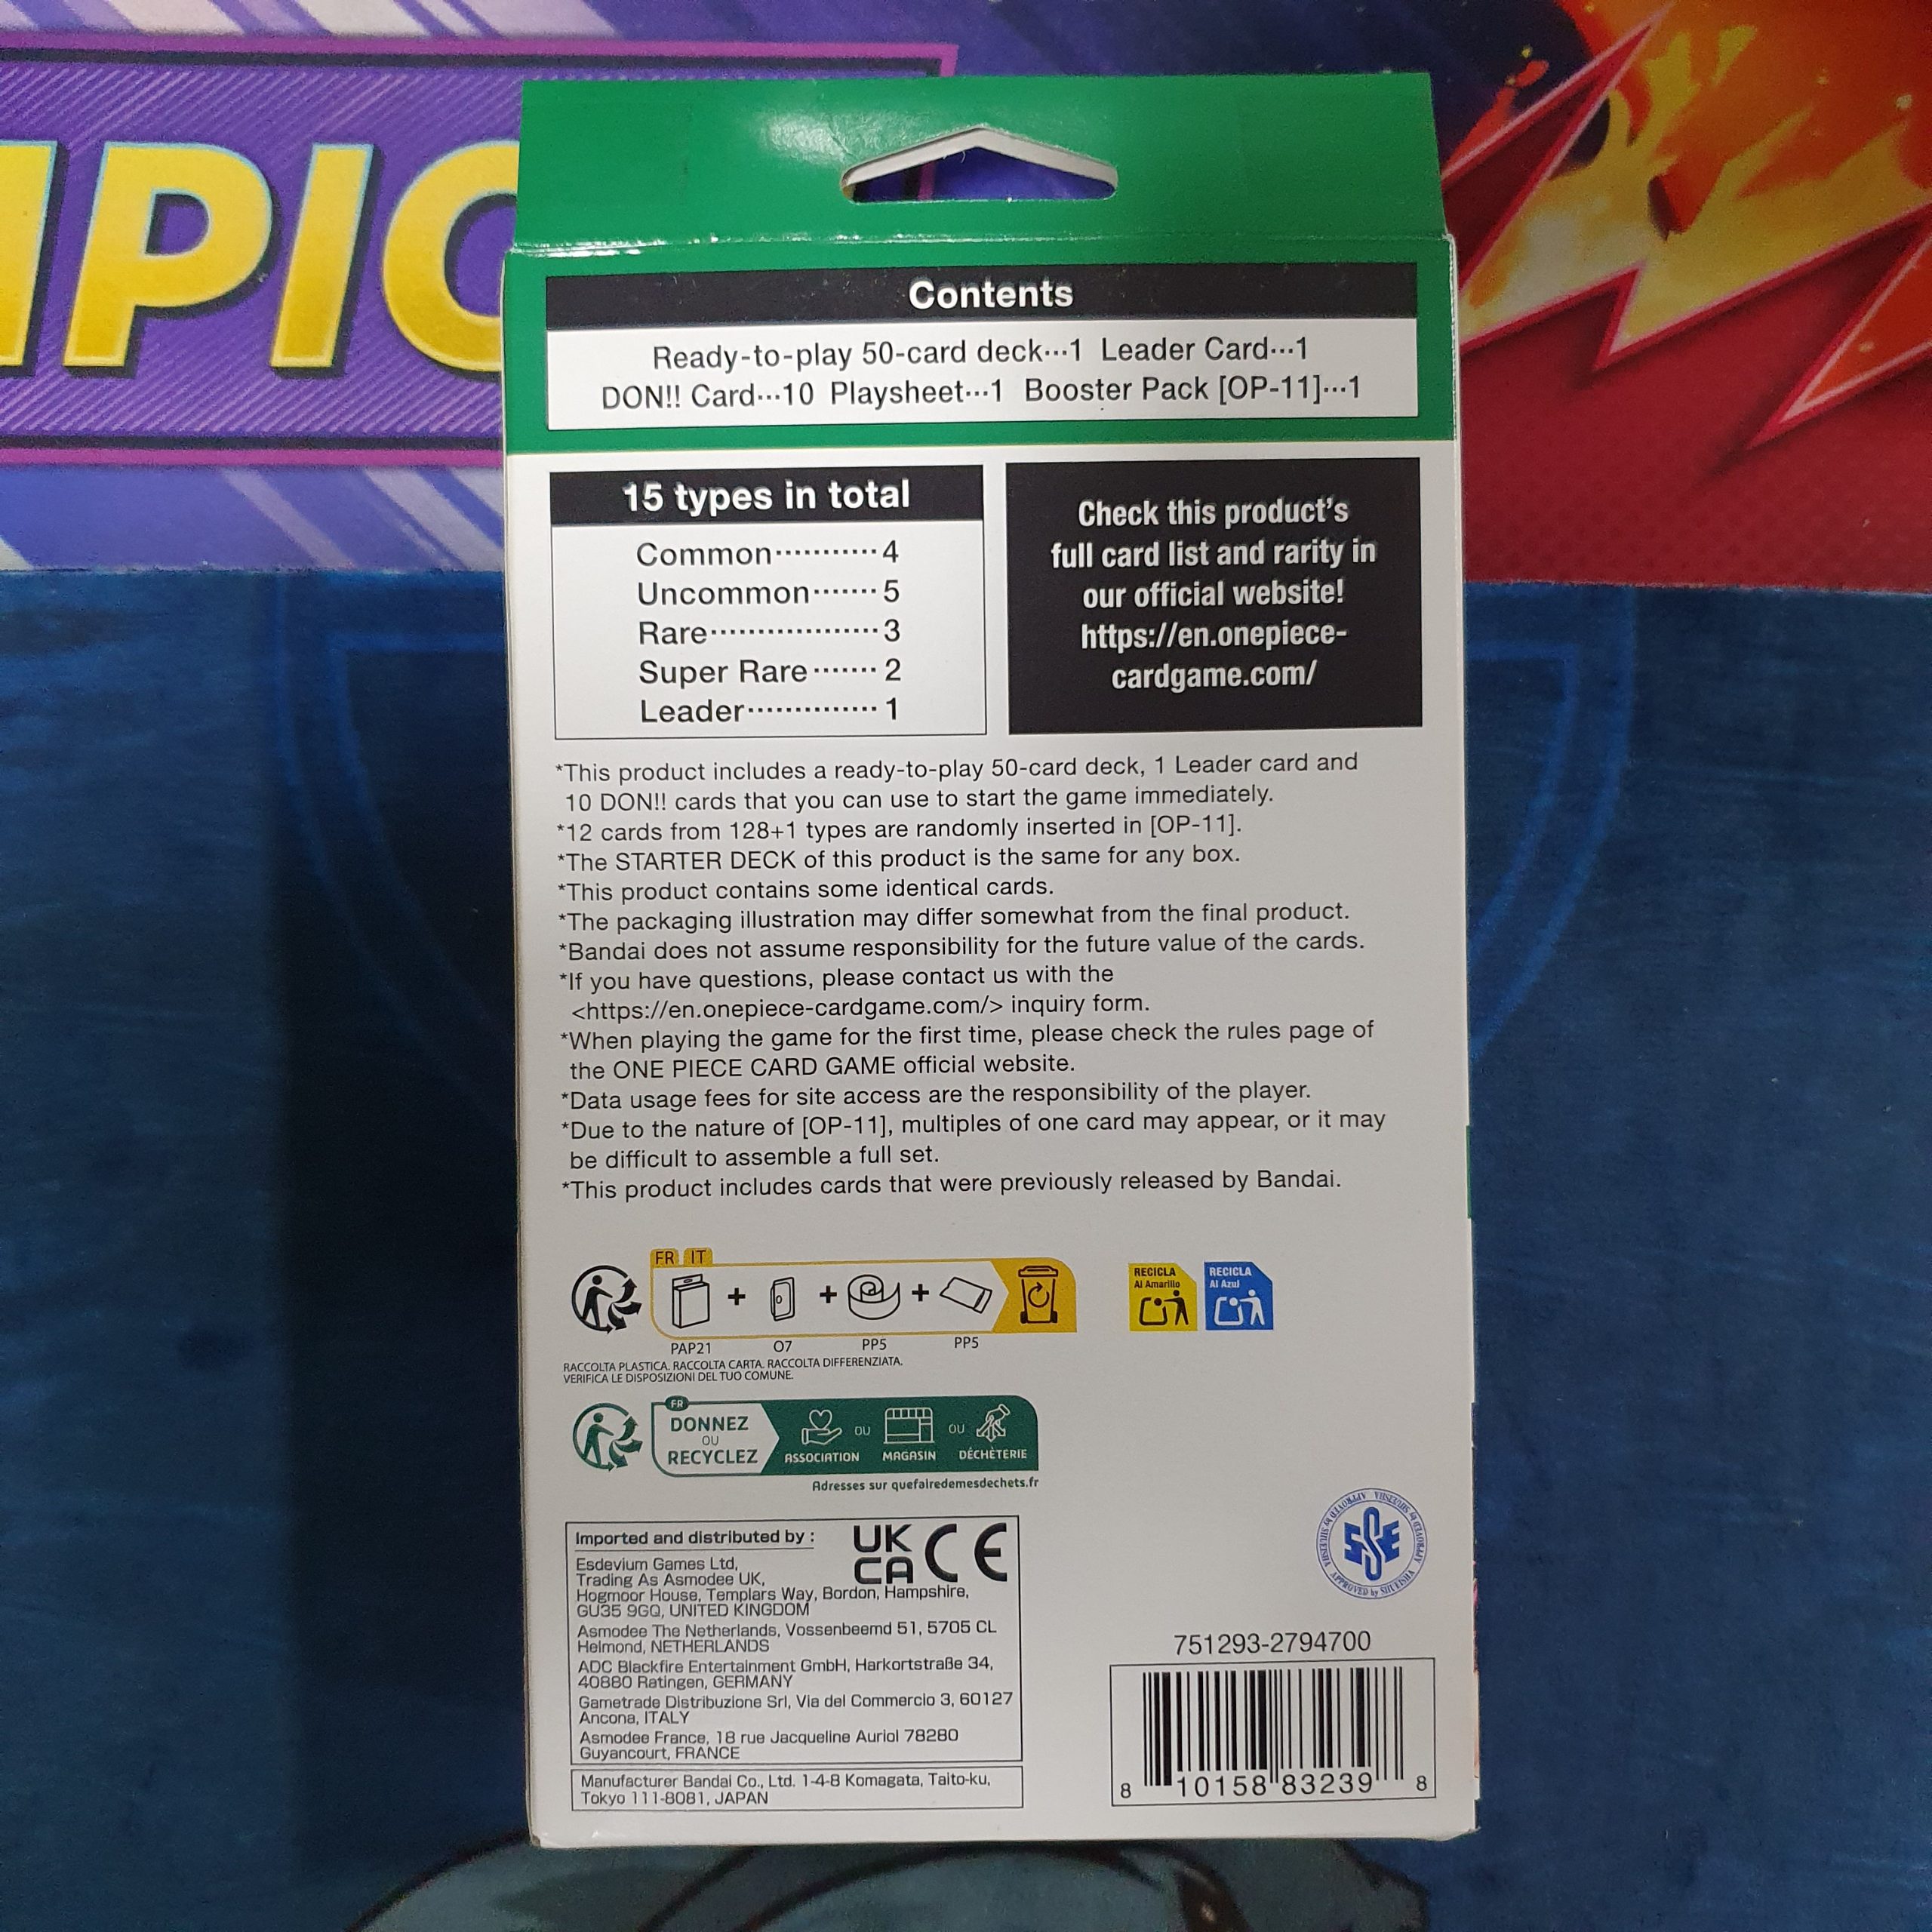 MPIO
Contents
Ready-to-play 50-card deck···1 Leader Card···1
DON!! Card···10 Playsheet···1 Booster Pack [OP-11]···1
15 types in total
Common···········4
Uncommon·······5
Rare··················3
Super Rare·······2
Leader··············1
Check this product's
full card list and rarity in
our official website!
https://en.onepiece-
cardgame.com/
*This product includes a ready-to-play 50-card deck, 1 Leader card and
10 DON!! cards that you can use to start the game immediately.
*12 cards from 128+1 types are randomly inserted in [OP-11].
*The STARTER DECK of this product is the same for any box.
*This product contains some identical cards.
*The packaging illustration may differ somewhat from the final product.
*Bandai does not assume responsibility for the future value of the cards.
*If you have questions, please contact us with the
<https://en.onepiece-cardgame.com/> inquiry form.
*When playing the game for the first time, please check the rules page of
the ONE PIECE CARD GAME official website.
*Data usage fees for site access are the responsibility of the player.
*Due to the nature of [OP-11], multiples of one card may appear, or it may
be difficult to assemble a full set.
*This product includes cards that were previously released by Bandai.
FR IT
+ + +
PAP21 07 PP5 PP5
RACCOLTA PLASTICA. RACCOLTA CARTA. RACCOLTA DIFFERENZIATA.
VERIFICA LE DISPOSIZIONI DEL TUO COMUNE.
RECICLA
Al Amarillo
RECICLA
Al Azul
FR
DONNEZ
OU
RECYCLEZ
ASSOCIATION OU MAGASIN OU DÉCHÈTERIE
Adresses sur quefairedemesdechets.fr
Imported and distributed by :
UK
CA CE
Esdevium Games Ltd,
Trading As Asmodee UK,
Hogmoor House, Templars Way, Bordon, Hampshire,
GU35 9GQ, UNITED KINGDOM
Asmodee The Netherlands, Vossenbeemd 51, 5705 CL
Helmond, NETHERLANDS
ADC Blackfire Entertainment GmbH, Harkortstraße 34,
40880 Ratingen, GERMANY
Gametrade Distribuzione Srl, Via del Commercio 3, 60127
Ancona, ITALY
Asmodee France, 18 rue Jacqueline Auriol 78280
Guyancourt, FRANCE
Manufacturer Bandai Co., Ltd. 1-4-8 Komagata, Taito-ku,
Tokyo 111-8081, JAPAN
SSE
APPROVED by SHUEISHA APPROVED by SHUEISHA APPROVED by SHUEISHA
751293-2794700
8 10158 83239 8